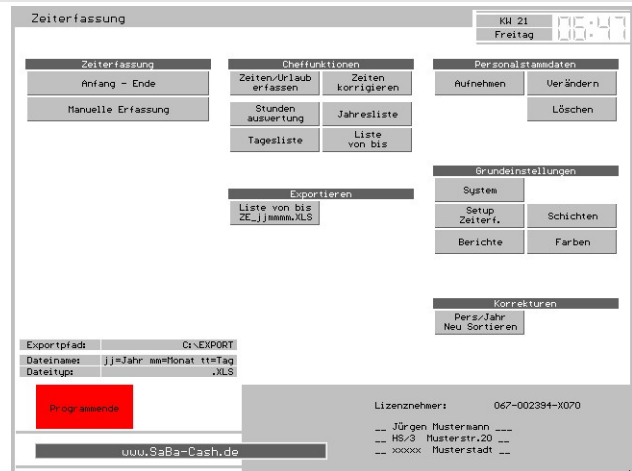 Zeiterfassung
KW 21
Freitag
06:47
Zeiterfassung
Anfang - Ende
Manuelle Erfassung
Cheffunktionen
Zeiten/Urlaub
erfassen
Zeiten
korrigieren
Stunden
auswertung
Jahresliste
Tagesliste
Liste
von bis
Exportieren
Liste von bis
ZE_jjmmmm.XLS
Personalstammdaten
Aufnehmen
Verändern
Löschen
Grundeinstellungen
System
Setup
Zeiterf.
Schichten
Berichte
Farben
Korrekturen
Pers/Jahr
Neu Sortieren
Exportpfad: C:\EXPORT
Dateiname: jj=Jahr mm=Monat tt=Tag
Dateityp: .XLS
Programmende
www.SaBa-Cash.de
Lizenznehmer: 067-002394-X070
__ Jürgen Mustermann ___
__ HS/3 Musterstr.20 __
__ xxxxx Musterstadt __